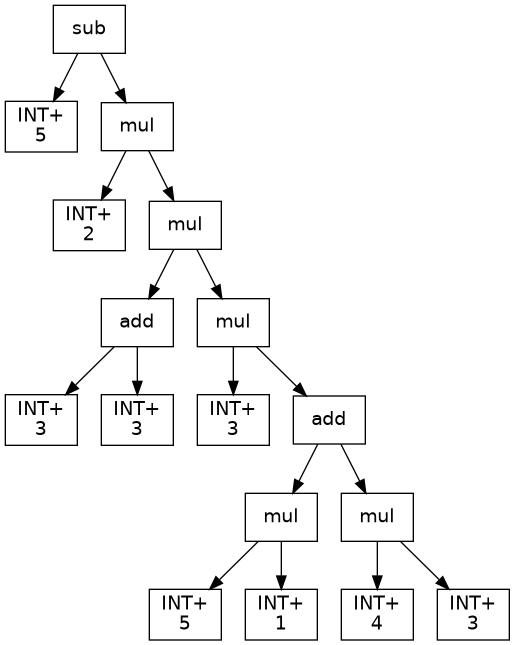 sub
INT+
5
mul
INT+
2
mul
add
mul
INT+
3
INT+
3
INT+
3
add
mul
mul
INT+
5
INT+
1
INT+
4
INT+
3